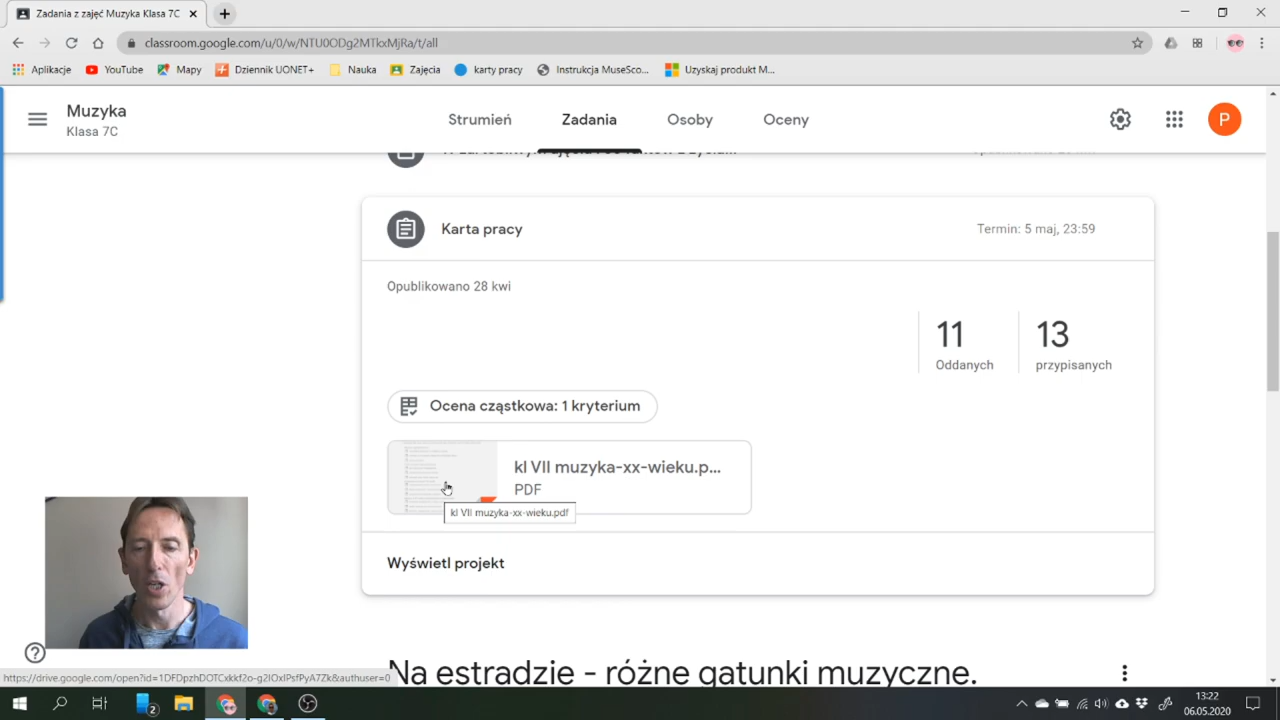 Zadania z zajęć Muzyka Klasa 7C
classroom.google.com/u/0/w/NTU0ODg2MTkxMjRa/t/all
Aplikacje YouTube Mapy Dziennik UONET+ Nauka Zajęcia karty pracy Instrukcja MuseSco... Uzyskaj produkt M...
Muzyka
Klasa 7C
Strumień Zadania Osoby Oceny
P
Karta pracy
Termin: 5 maj, 23:59
Opublikowano 28 kwi
11 13
Oddanych przypisanych
Ocena cząstkowa: 1 kryterium
kl VII muzyka-xx-wieku.p...
PDF
kl VII muzyka-xx-wieku.pdf
Wyświetl projekt
Na estradzie - różne gatunki muzyczne.
https://drive.google.com/open?id=1DFDpzhDOTCxkkf2o-g2IOxIPsfPyA7Zk&authuser=0
2
13:22
06.05.2020